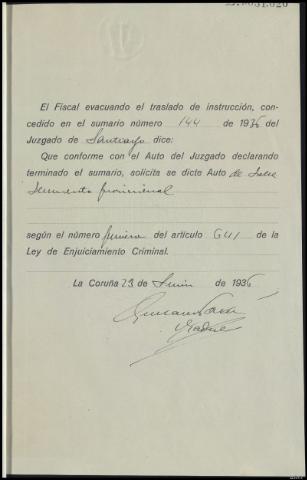 El Fiscal evacuando el traslado de instrucción, con-
cedido en el sumario número 144 de 1936 del
Juzgado de Santiago dice:
Que conforme con el Auto del Juzgado declarando
terminado el sumario, solicita se dicte Auto de Sobre
seimiento provisional
según el número primero del artículo 641 de la
Ley de Enjuiciamiento Criminal.
La Coruña 23 de Junio de 1936